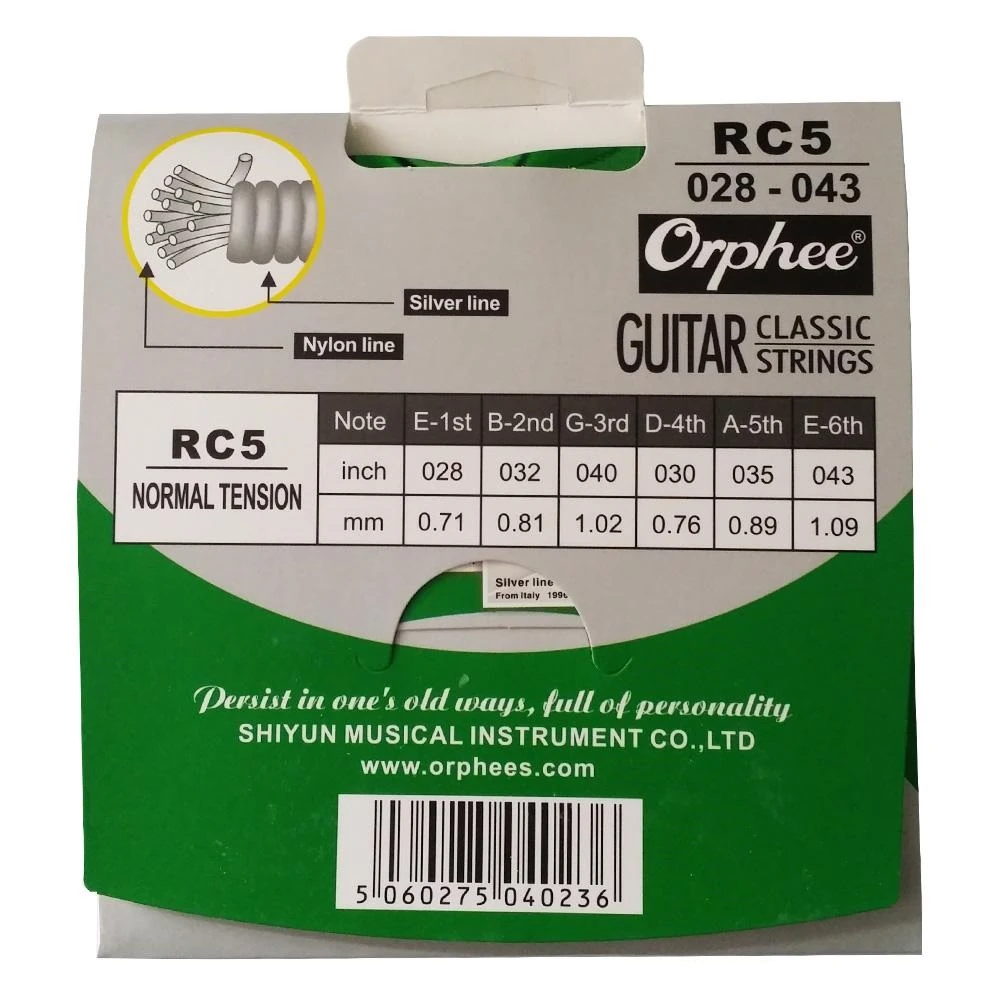 RC5
028 - 043
Orphee®
GUITAR CLASSIC STRINGS
Silver line
Nylon line
RC5
NORMAL TENSION
Note E-1st B-2nd G-3rd D-4th A-5th E-6th
inch 028 032 040 030 035 043
mm 0.71 0.81 1.02 0.76 0.89 1.09
Silver line
From Italy
Persist in one's old ways, full of personality
SHIYUN MUSICAL INSTRUMENT CO.,LTD
www.orphees.com
5 060275 040236